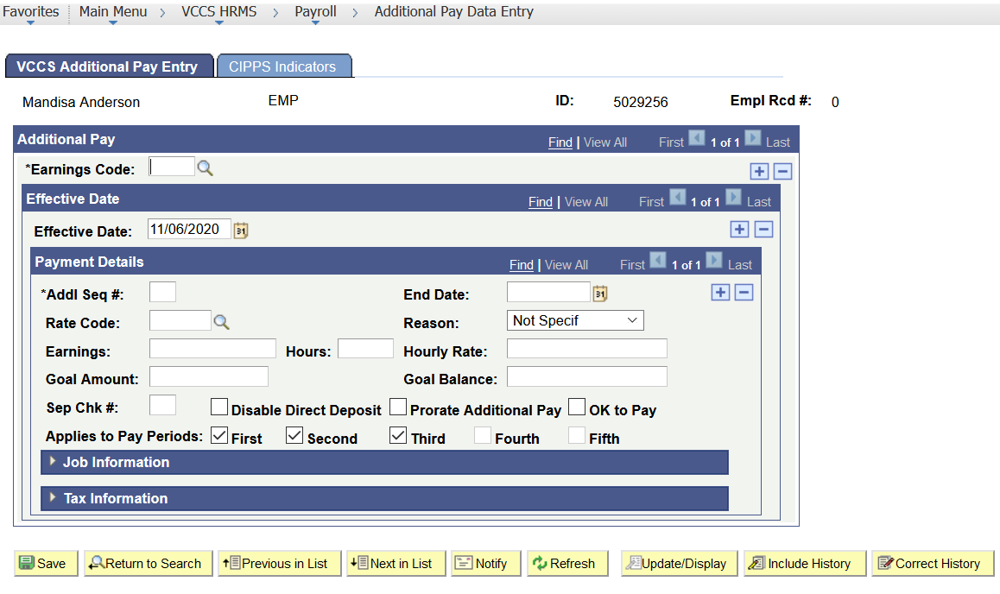 Favorites Main Menu > VCCS HRMS > Payroll > Additional Pay Data Entry
VCCS Additional Pay Entry CIPPS Indicators
Mandisa Anderson EMP ID: 5029256 Empl Rcd #: 0
Additional Pay Find | View All First 1 of 1 Last
*Earnings Code:
Effective Date Find | View All First 1 of 1 Last
Effective Date: 11/06/2020 31
Payment Details Find | View All First 1 of 1 Last
*Addl Seq #: End Date: 31
Rate Code: Reason: Not Specif
Earnings: Hours: Hourly Rate:
Goal Amount: Goal Balance:
Sep Chk #: Disable Direct Deposit Prorate Additional Pay OK to Pay
Applies to Pay Periods: First Second Third Fourth Fifth
Job Information
Tax Information
Save Return to Search Previous in List Next in List Notify Refresh Update/Display Include History Correct History